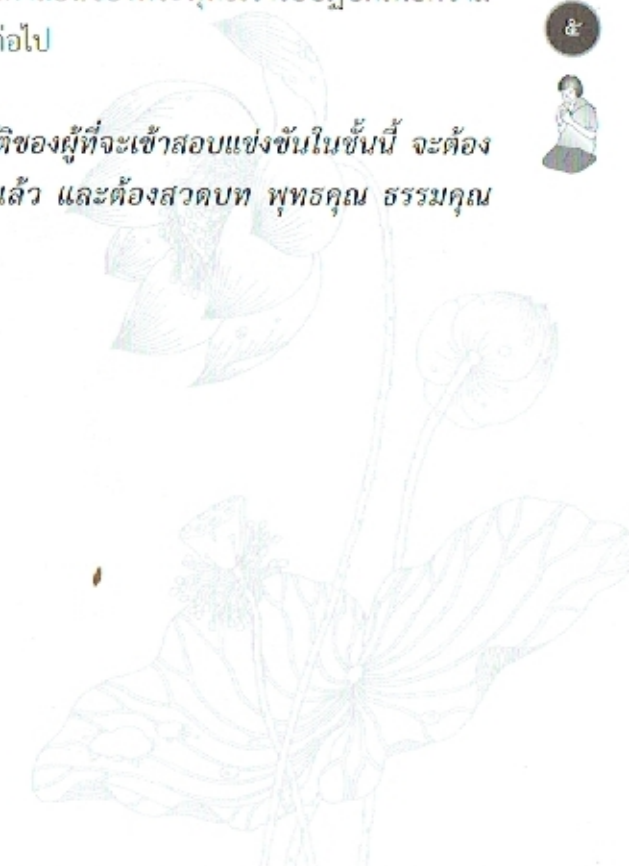 ๕
ต่อไป
ติของผู้ที่จะเข้าสอบแข่งขันในชั้นนี้ จะต้อง
แล้ว และต้องสวดบท พุทธคุณ ธรรมคุณ